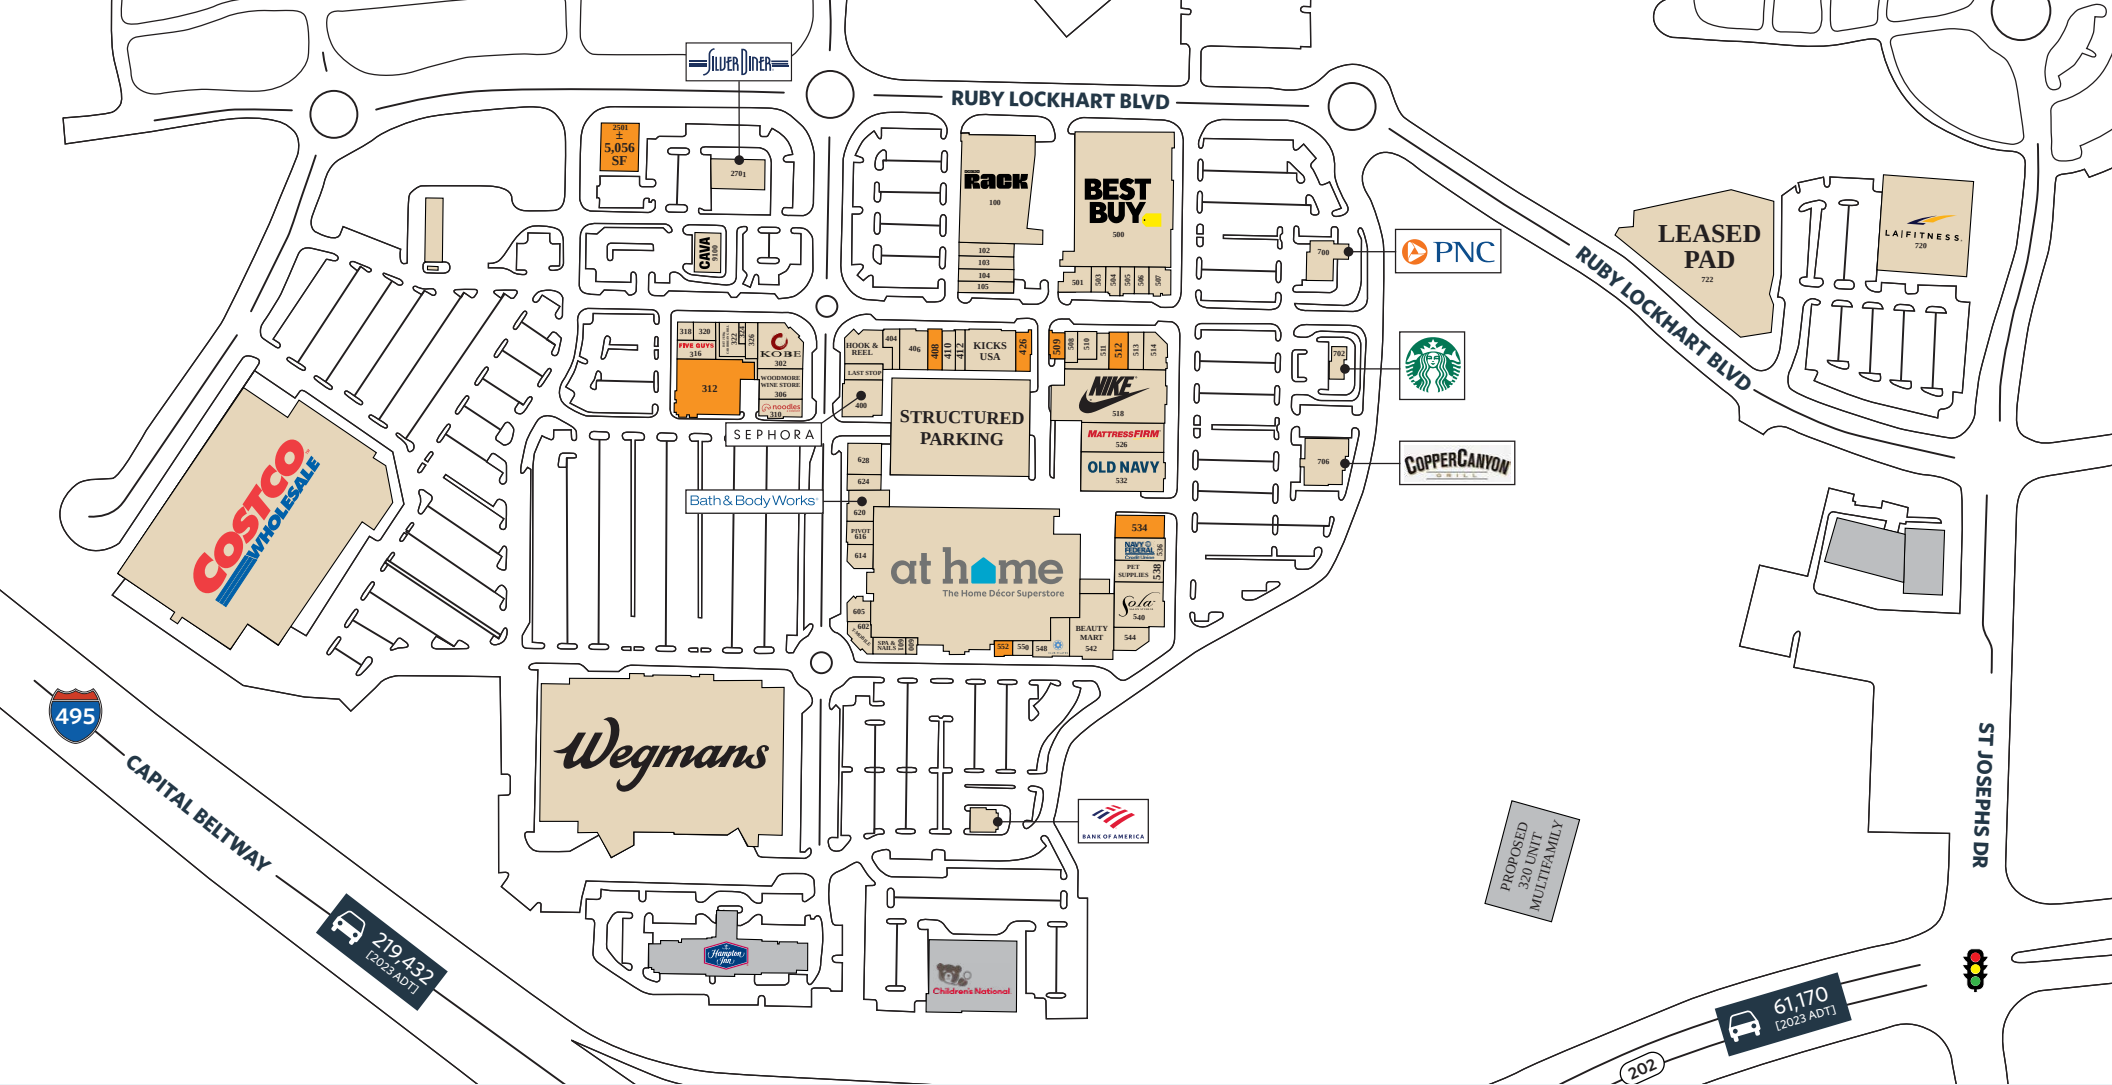 SILVER DINER
RUBY LOCKHART BLVD
2501
±
5,056
SF
2701
CAVA
9100
RACK
100
102
103
104
105
BEST
BUY
500
501
503
504
505
506
507
700
PNC
LEASED
PAD
722
LA|FITNESS.
720
RUBY LOCKHART BLVD
318
320
322
324
326
FIVE GUYS
316
312
KOBE
302
WOODMORE
WINE STORE
306
noodles
310
HOOK &
REEL
404
406
408
410
412
KICKS
USA
426
LAST STOP
400
SEPHORA
STRUCTURED
PARKING
509
508
510
511
512
513
514
NIKE
518
MATTRESSFIRM
526
OLD NAVY
532
702
706
COPPER CANYON
GRILL
COSTCO
WHOLESALE
628
624
Bath & Body Works
620
PIVOT
616
614
605
602
SPA &
NAILS
601
600
at home
The Home Décor Superstore
534
NAVY
FEDERAL
Credit Union
536
PET
SUPPLIES
538
Sola
540
544
BEAUTY
MART
542
552
550
548
Wegmans
BANK OF AMERICA
495
CAPITAL BELTWAY
219,432
[2023 ADT]
Hampton
Inn
Children's National
PROPOSED
320 UNIT
MULTIFAMILY
ST JOSEPHS DR
61,170
[2023 ADT]
202